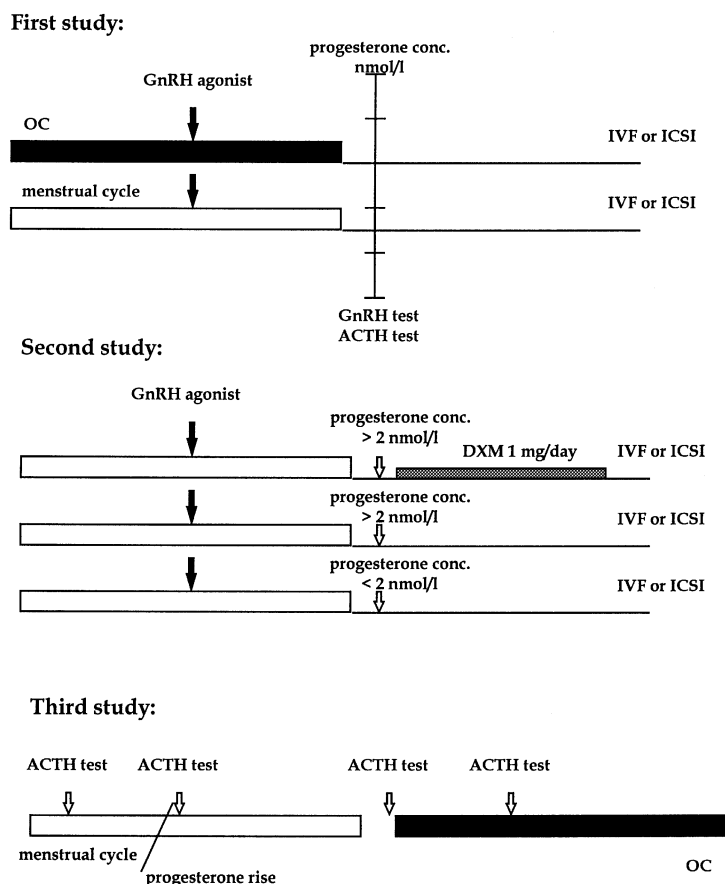 First study:
progesterone conc.
nmol/l
GnRH agonist
OC
IVF or ICSI
menstrual cycle
IVF or ICSI
GnRH test
ACTH test
Second study:
GnRH agonist
progesterone conc.
> 2 nmol/l
DXM 1 mg/day
IVF or ICSI
progesterone conc.
> 2 nmol/l
IVF or ICSI
progesterone conc.
< 2 nmol/l
IVF or ICSI
Third study:
ACTH test
ACTH test
ACTH test
ACTH test
menstrual cycle
progesterone rise
OC